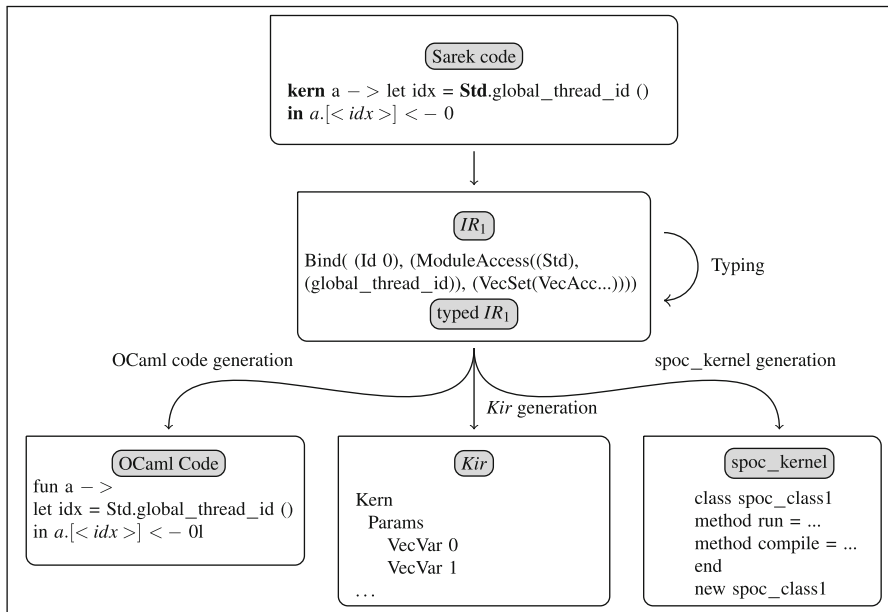 Sarek code
kern a − > let idx = Std.global_thread_id ()
in a.[< idx >] < − 0
IR1
Bind( (Id 0), (ModuleAccess((Std),
(global_thread_id)), (VecSet(VecAcc...))))
typed IR1
Typing
OCaml code generation
Kir generation
spoc_kernel generation
OCaml Code
fun a − >
let idx = Std.global_thread_id ()
in a.[< idx >] < − 0l
Kir
Kern
Params
VecVar 0
VecVar 1
...
spoc_kernel
class spoc_class1
method run = ...
method compile = ...
end
new spoc_class1